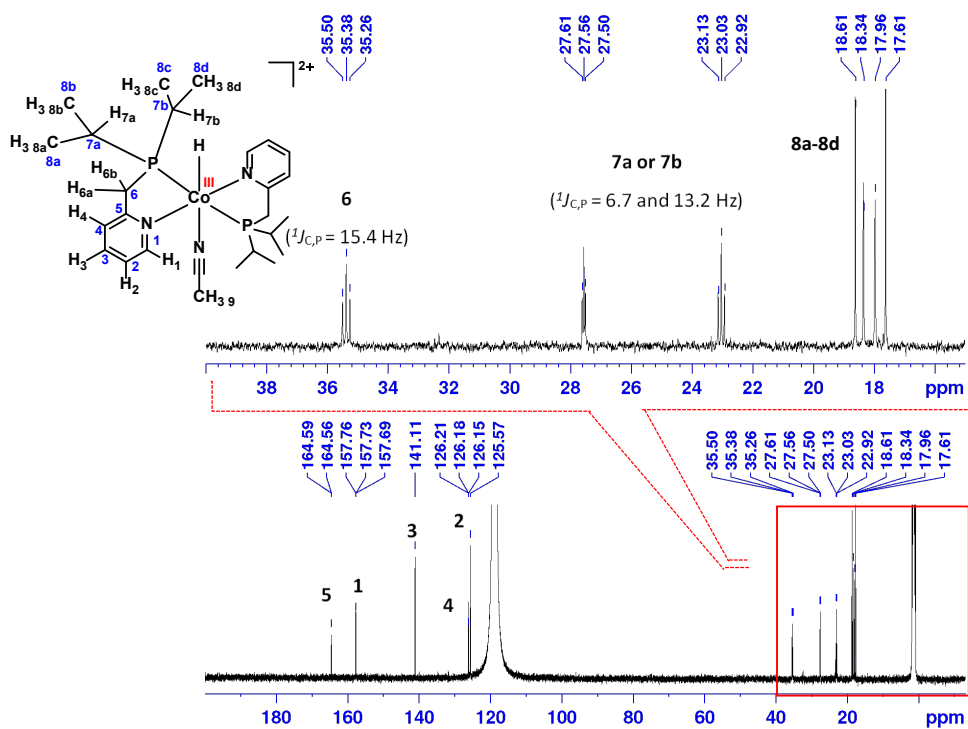 35.50
35.38
35.26
27.61
27.56
27.50
23.13
23.03
22.92
18.61
18.34
17.96
17.61
2+
8c
8d
8b
H3 8b C
H3 8c C
CH3 8d
7b
H7a
H7b
H3 8a C
7a
8a
P
H
H6b
H6a
C
6
III
Co
N
5
H4
4
N
P
3
1
H3
2
H1
H2
N
C
CH3 9
6
(1JC,P = 15.4 Hz)
7a or 7b
(1JC,P = 6.7 and 13.2 Hz)
8a-8d
38 36 34 32 30 28 26 24 22 20 18 ppm
164.59
164.56
157.76
157.73
157.69
141.11
126.21
126.18
126.15
125.57
35.50
35.38
35.26
27.61
27.56
27.50
23.13
23.03
22.92
18.61
18.34
17.96
17.61
5
1
3
4
2
180 160 140 120 100 80 60 40 20 ppm